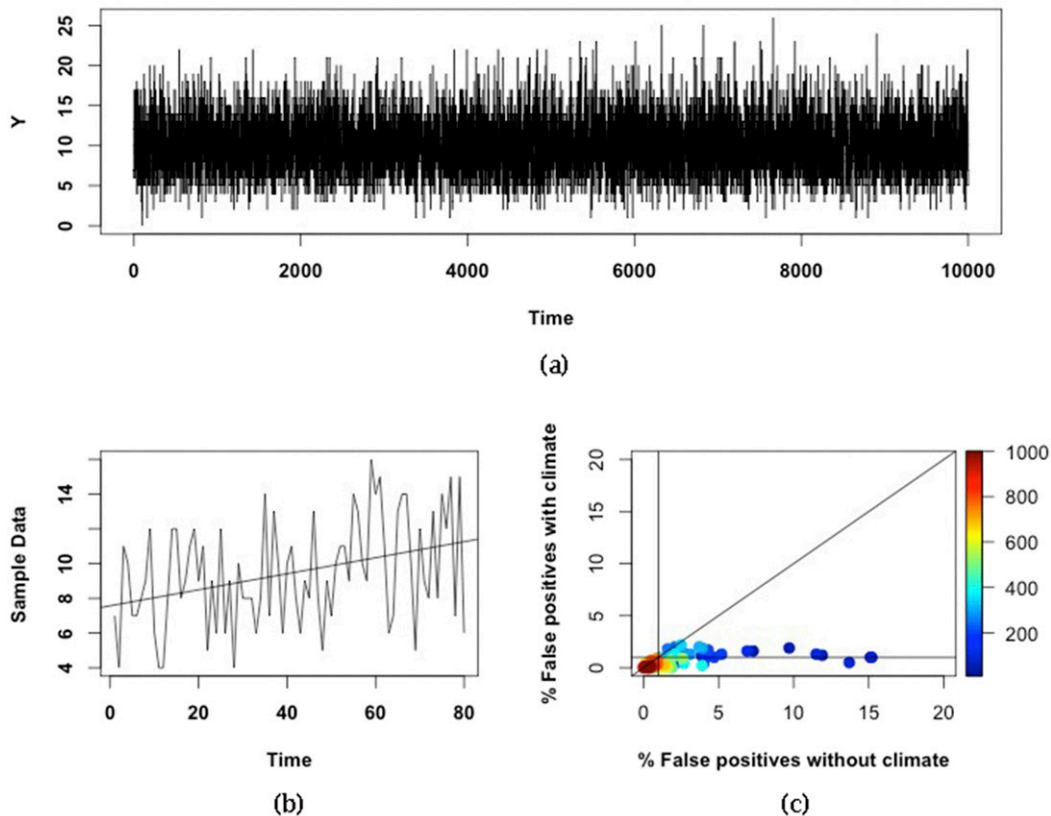 25
20
15
10
5
0
Y
0 2000 4000 6000 8000 10000
Time
(a)
14
10
8
6
4
Sample Data
0 20 40 60 80
Time
(b)
% False positives with climate
20
15
10
5
0
0 5 10 15 20
% False positives without climate
1000
800
600
400
200
(c)